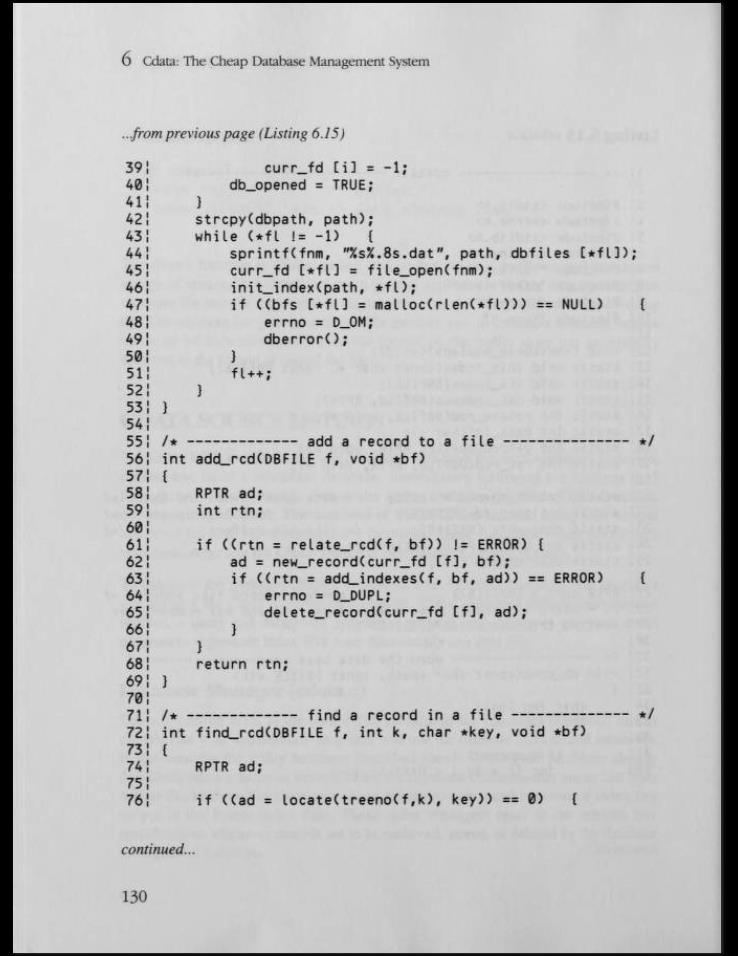 6 Cdata: The Cheap Database Management System
...from previous page (Listing 6.15)
39¦ curr_fd [i] = -1;
40¦ db_opened = TRUE;
41¦ }
42¦ strcpy(dbpath, path);
43¦ while (*fl != -1) {
44¦ sprintf(fnm, "%s%.8s.dat", path, dbfiles [*fl]);
45¦ curr_fd [*fl] = file_open(fnm);
46¦ init_index(path, *fl);
47¦ if ((bfs [*fl] = malloc(rlen(*fl))) == NULL) {
48¦ errno = D_OM;
49¦ dberror();
50¦ }
51¦ fl++;
52¦ }
53¦ }
54¦
55¦ /* ------------- add a record to a file --------------- */
56¦ int add_rcd(DBFILE f, void *bf)
57¦ {
58¦ RPTR ad;
59¦ int rtn;
60¦
61¦ if ((rtn = relate_rcd(f, bf)) != ERROR) {
62¦ ad = new_record(curr_fd [f], bf);
63¦ if ((rtn = add_indexes(f, bf, ad)) == ERROR) {
64¦ errno = D_DUPL;
65¦ delete_record(curr_fd [f], ad);
66¦ }
67¦ }
68¦ return rtn;
69¦ }
70¦
71¦ /* ------------- find a record in a file -------------- */
72¦ int find_rcd(DBFILE f, int k, char *key, void *bf)
73¦ {
74¦ RPTR ad;
75¦
76¦ if ((ad = locate(treeno(f,k), key)) == 0) {
continued...
130